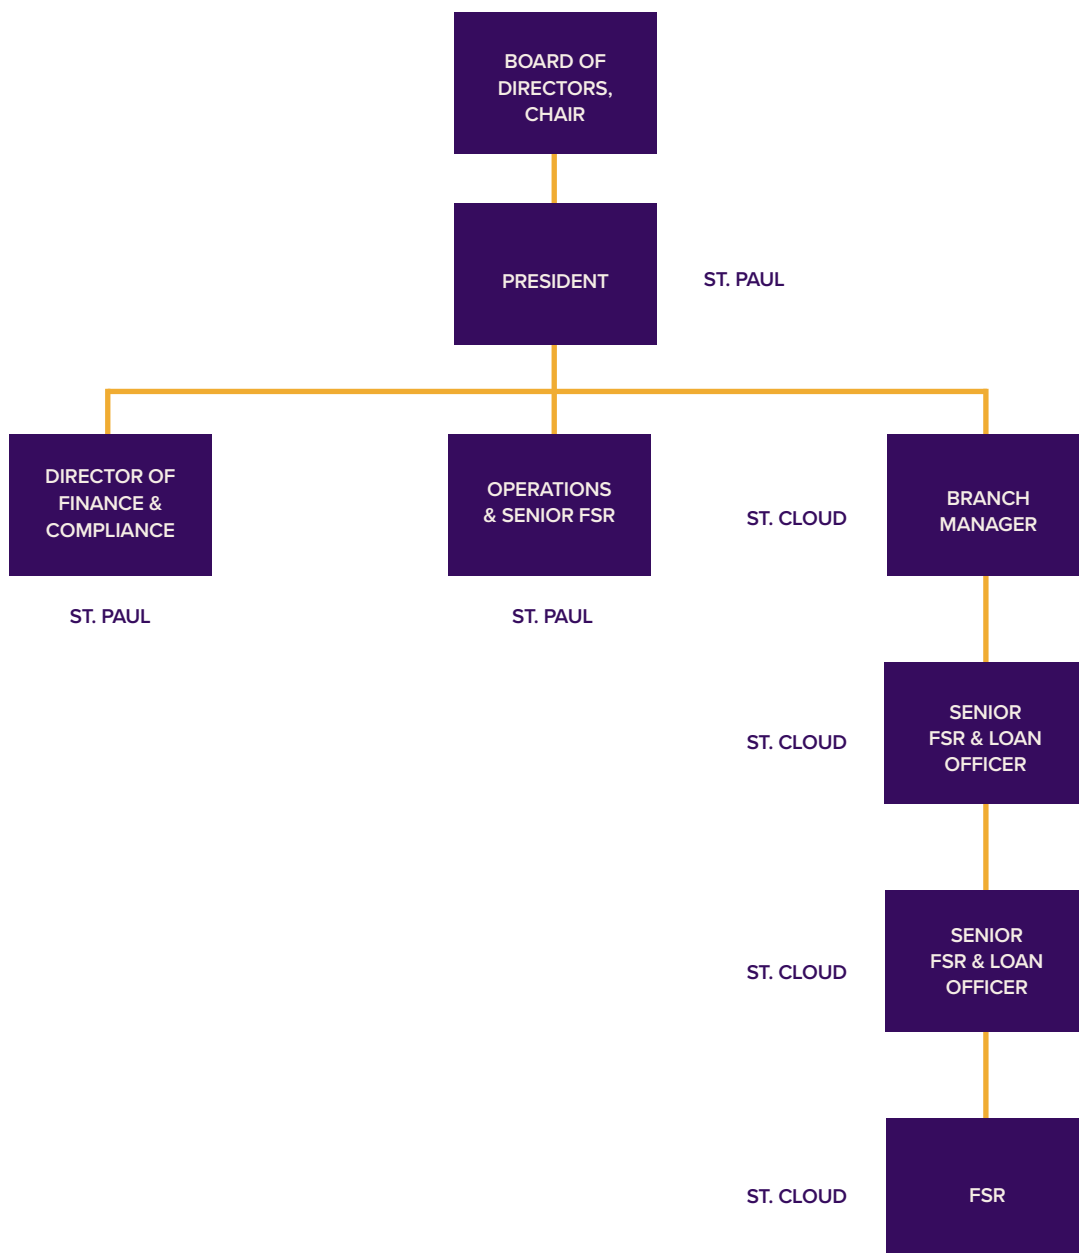 BOARD OF
DIRECTORS,
CHAIR
PRESIDENT
ST. PAUL
DIRECTOR OF
FINANCE &
COMPLIANCE
ST. PAUL
OPERATIONS
& SENIOR FSR
ST. PAUL
ST. CLOUD
BRANCH
MANAGER
ST. CLOUD
SENIOR
FSR & LOAN
OFFICER
ST. CLOUD
SENIOR
FSR & LOAN
OFFICER
ST. CLOUD
FSR